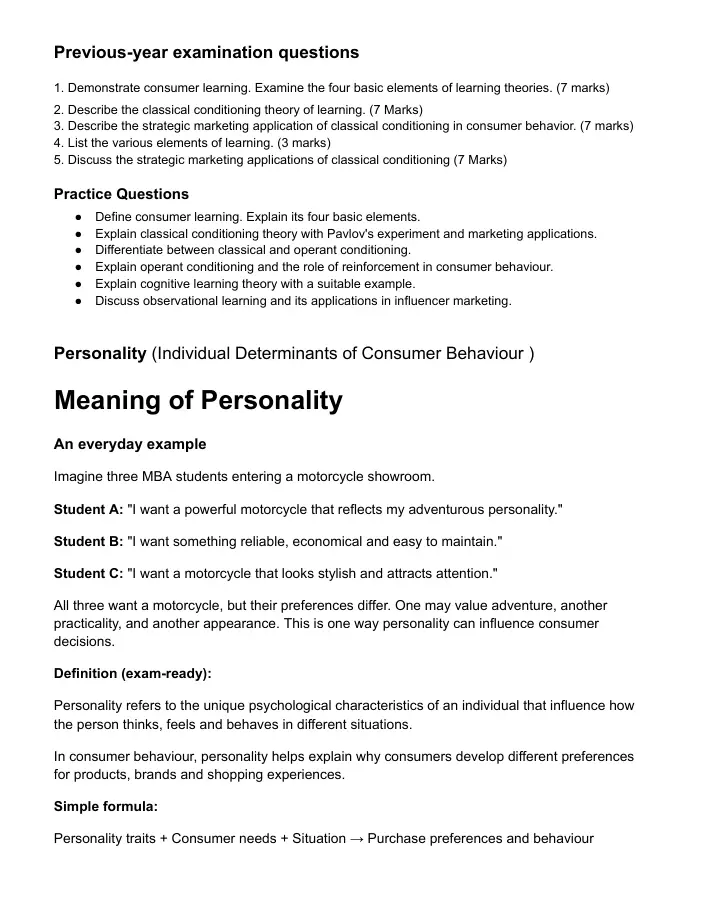 Previous-year examination questions
1. Demonstrate consumer learning. Examine the four basic elements of learning theories. (7 marks)
2. Describe the classical conditioning theory of learning. (7 Marks)
3. Describe the strategic marketing application of classical conditioning in consumer behavior. (7 marks)
4. List the various elements of learning. (3 marks)
5. Discuss the strategic marketing applications of classical conditioning (7 Marks)
Practice Questions
● Define consumer learning. Explain its four basic elements.
● Explain classical conditioning theory with Pavlov's experiment and marketing applications.
● Differentiate between classical and operant conditioning.
● Explain operant conditioning and the role of reinforcement in consumer behaviour.
● Explain cognitive learning theory with a suitable example.
● Discuss observational learning and its applications in influencer marketing.
Personality (Individual Determinants of Consumer Behaviour )
Meaning of Personality
An everyday example
Imagine three MBA students entering a motorcycle showroom.
Student A: "I want a powerful motorcycle that reflects my adventurous personality."
Student B: "I want something reliable, economical and easy to maintain."
Student C: "I want a motorcycle that looks stylish and attracts attention."
All three want a motorcycle, but their preferences differ. One may value adventure, another
practicality, and another appearance. This is one way personality can influence consumer
decisions.
Definition (exam-ready):
Personality refers to the unique psychological characteristics of an individual that influence how
the person thinks, feels and behaves in different situations.
In consumer behaviour, personality helps explain why consumers develop different preferences
for products, brands and shopping experiences.
Simple formula:
Personality traits + Consumer needs + Situation → Purchase preferences and behaviour